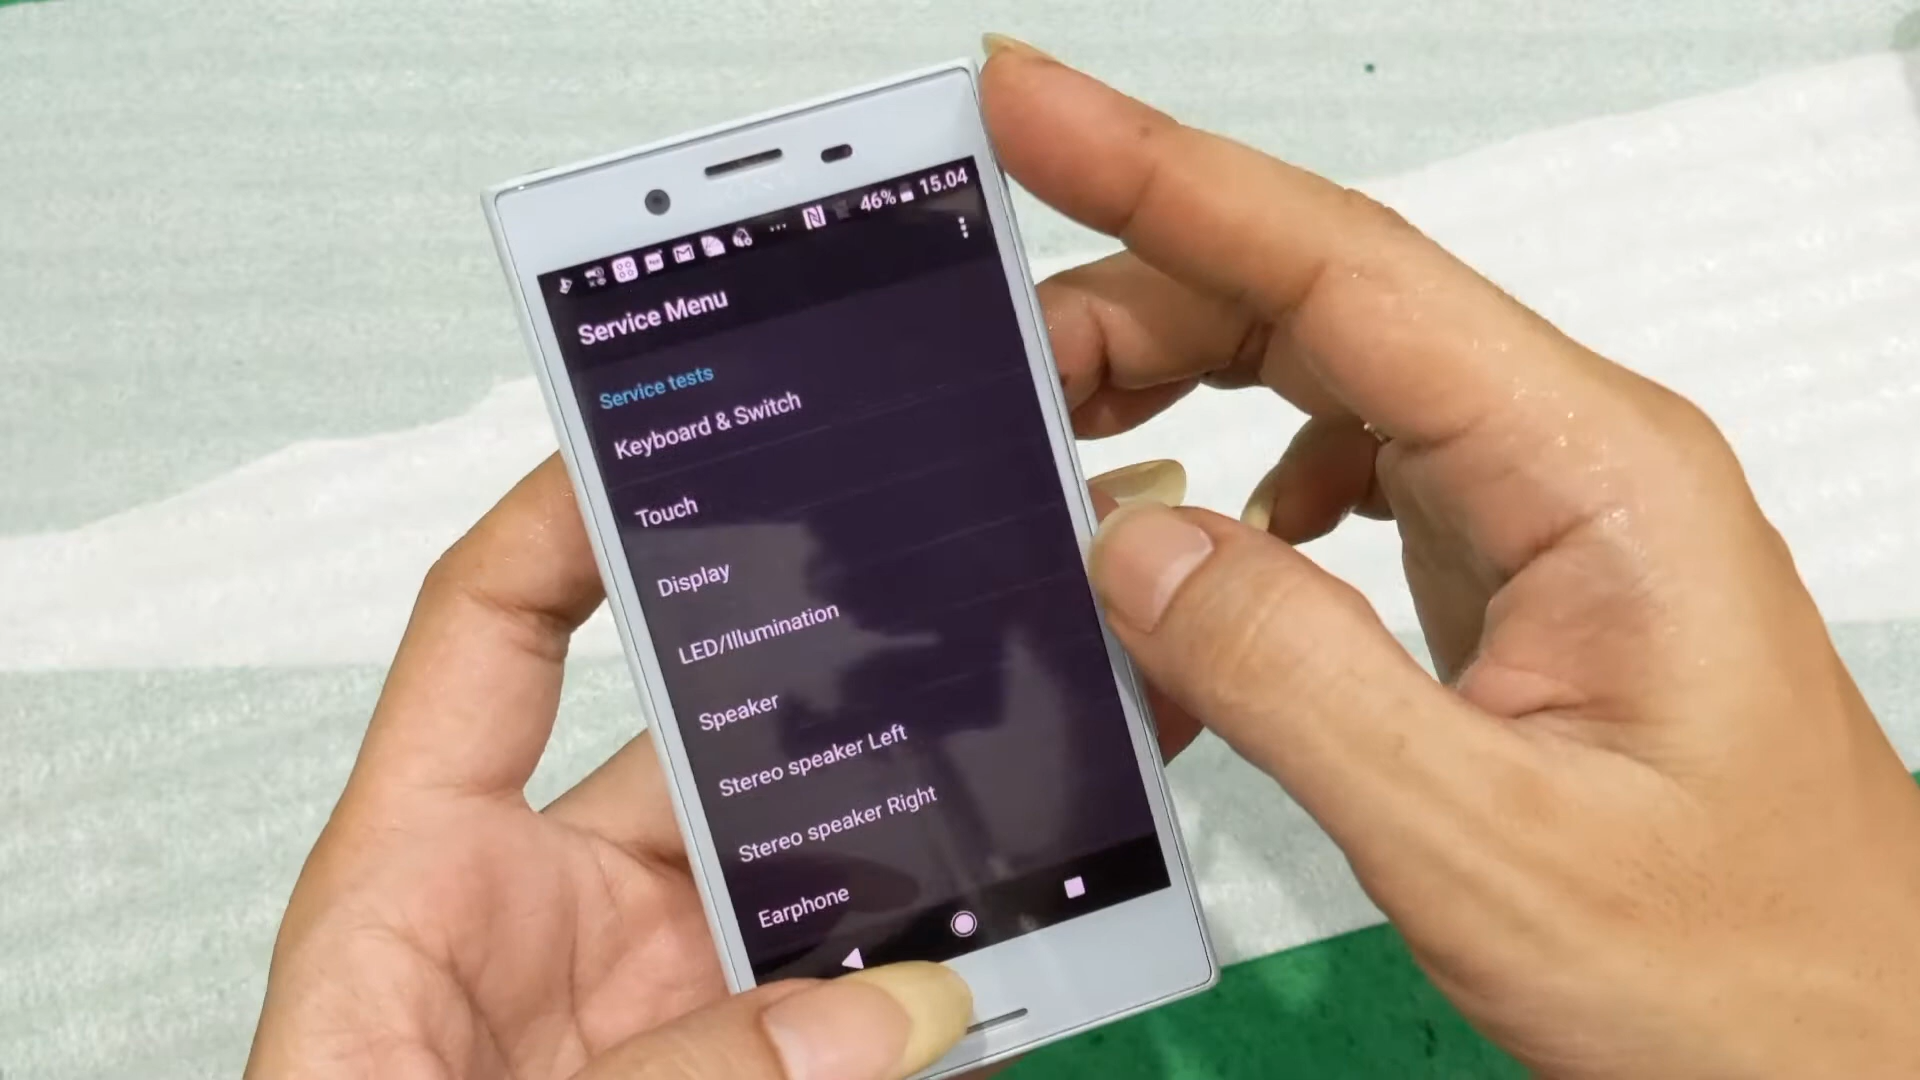 46% 15.04
Service Menu
Service tests
Keyboard & Switch
Touch
Display
LED/Illumination
Speaker
Stereo speaker Left
Stereo speaker Right
Earphone